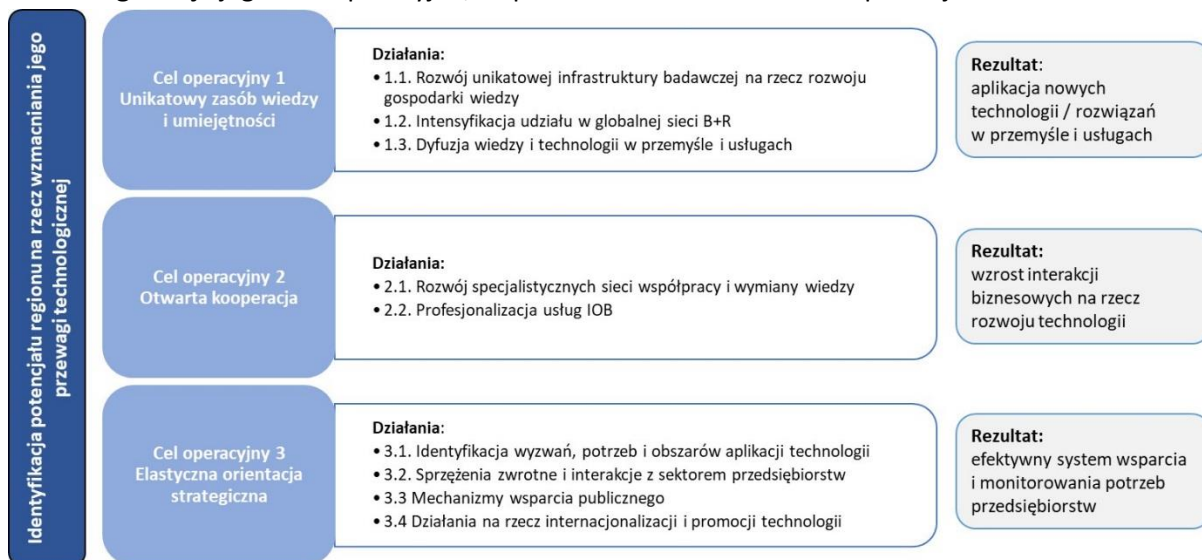 Identyfikacja potencjału regionu na rzecz wzmacniania jego
przewagi technologicznej
Cel operacyjny 1
Unikatowy zasób wiedzy
i umiejętności
Działania:
• 1.1. Rozwój unikatowej infrastruktury badawczej na rzecz rozwoju
gospodarki wiedzy
• 1.2. Intensyfikacja udziału w globalnej sieci B+R
• 1.3. Dyfuzja wiedzy i technologii w przemyśle i usługach
Rezultat:
aplikacja nowych
technologii / rozwiązań
w przemyśle i usługach
Cel operacyjny 2
Otwarta kooperacja
Działania:
• 2.1. Rozwój specjalistycznych sieci współpracy i wymiany wiedzy
• 2.2. Profesjonalizacja usług IOB
Rezultat:
wzrost interakcji
biznesowych na rzecz
rozwoju technologii
Cel operacyjny 3
Elastyczna orientacja
strategiczna
Działania:
• 3.1. Identyfikacja wyzwań, potrzeb i obszarów aplikacji technologii
• 3.2. Sprzężenia zwrotne i interakcje z sektorem przedsiębiorstw
• 3.3 Mechanizmy wsparcia publicznego
• 3.4 Działania na rzecz internacjonalizacji i promocji technologii
Rezultat:
efektywny system wsparcia
i monitorowania potrzeb
przedsiębiorstw